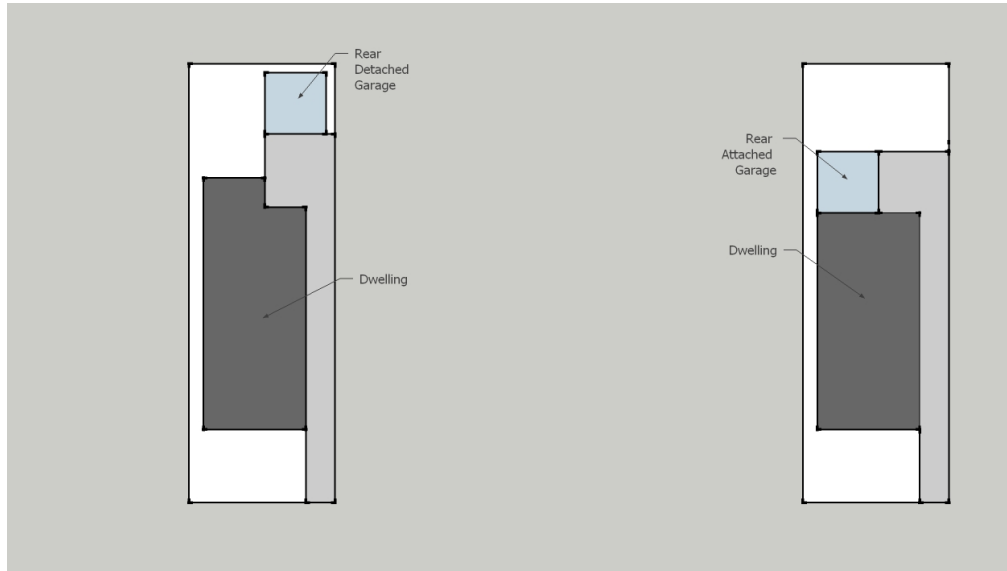 Rear
Detached
Garage
Dwelling
Rear
Attached
Garage
Dwelling